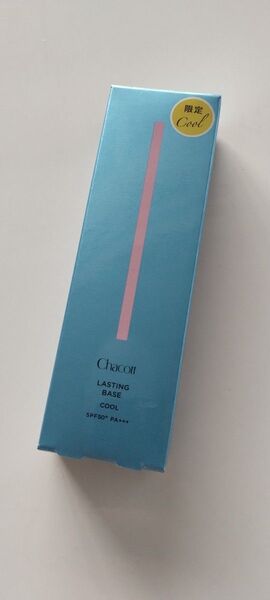 限定
Cool
Chacott
LASTING
BASE
COOL
SPF50+ PA+++